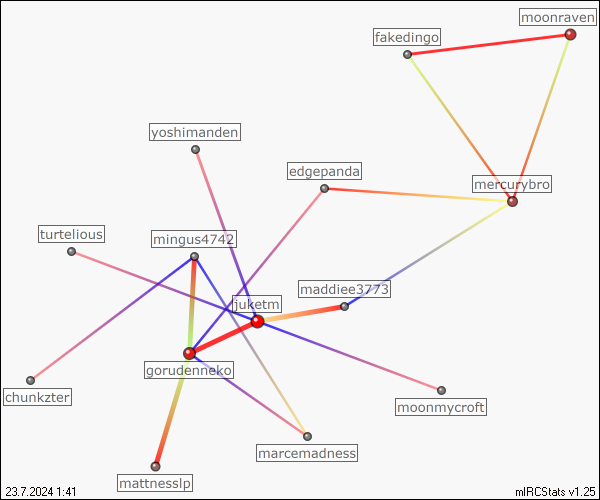 moonraven
fakedingo
yoshimanden
edgepanda
mercurybro
turtelious
mingus4742
maddiee3773
juketm
gorudenneko
chunkzter
moonmycroft
marcemadness
mattnesslp
23.7.2024 1:41
mIRCStats v1.25